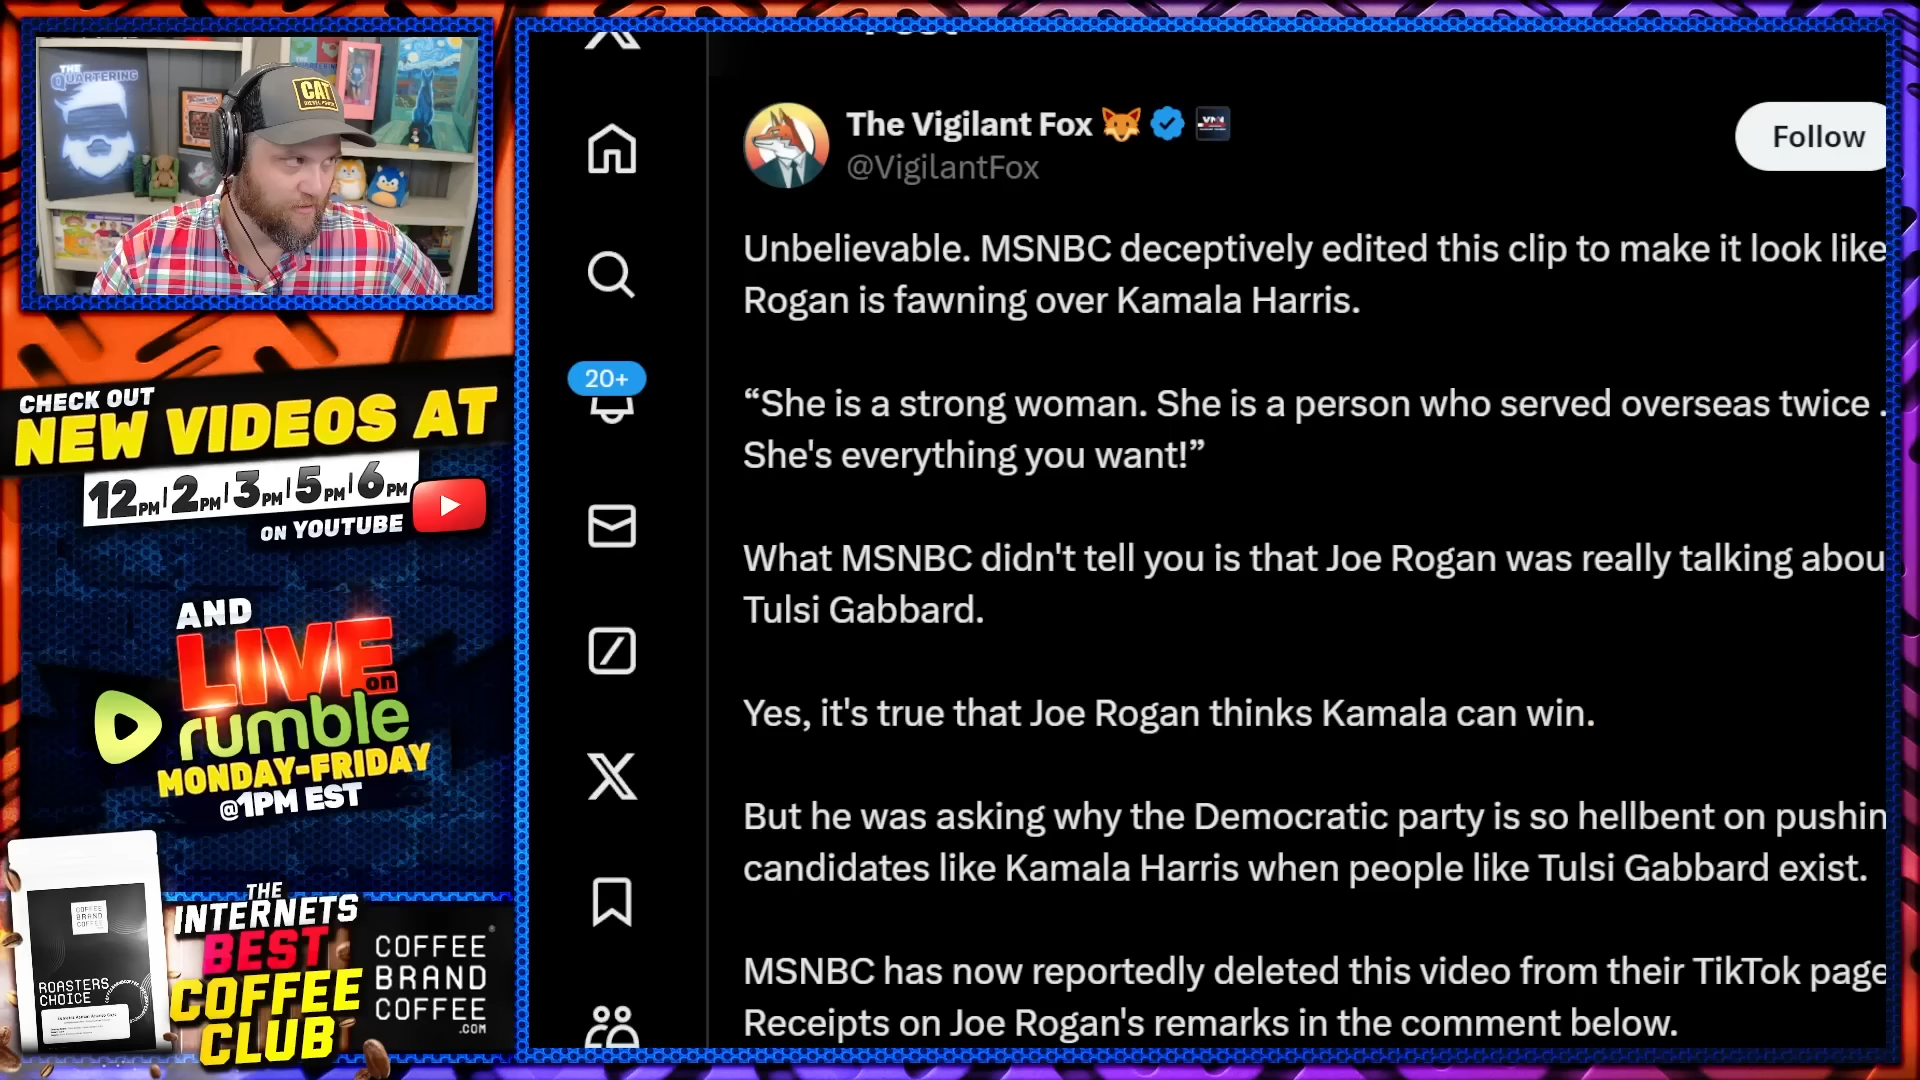 THE
QUARTERING
CAT
DIESEL POWER
CHECK OUT
NEW VIDEOS AT
12PM | 2PM | 3PM | 5PM | 6PM
ON YOUTUBE
AND
LIVE on
rumble
MONDAY-FRIDAY
@1PM EST
THE
INTERNETS
BEST
COFFEE
CLUB
COFFEE
BRAND
COFFEE
.COM
COFFEE
BRAND
COFFEE
ROASTERS
CHOICE
The Vigilant Fox
@VigilantFox
Follow
20+
Unbelievable. MSNBC deceptively edited this clip to make it look like
Rogan is fawning over Kamala Harris.
“She is a strong woman. She is a person who served overseas twice .
She's everything you want!”
What MSNBC didn't tell you is that Joe Rogan was really talking abou
Tulsi Gabbard.
Yes, it's true that Joe Rogan thinks Kamala can win.
But he was asking why the Democratic party is so hellbent on pushin
candidates like Kamala Harris when people like Tulsi Gabbard exist.
MSNBC has now reportedly deleted this video from their TikTok page
Receipts on Joe Rogan's remarks in the comment below.